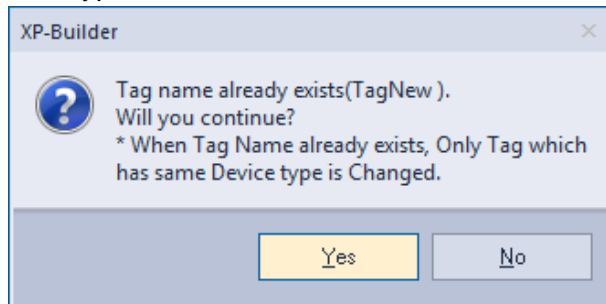 XP-Builder
Tag name already exists(TagNew ).
Will you continue?
* When Tag Name already exists, Only Tag which
has same Device type is Changed.
Yes
No